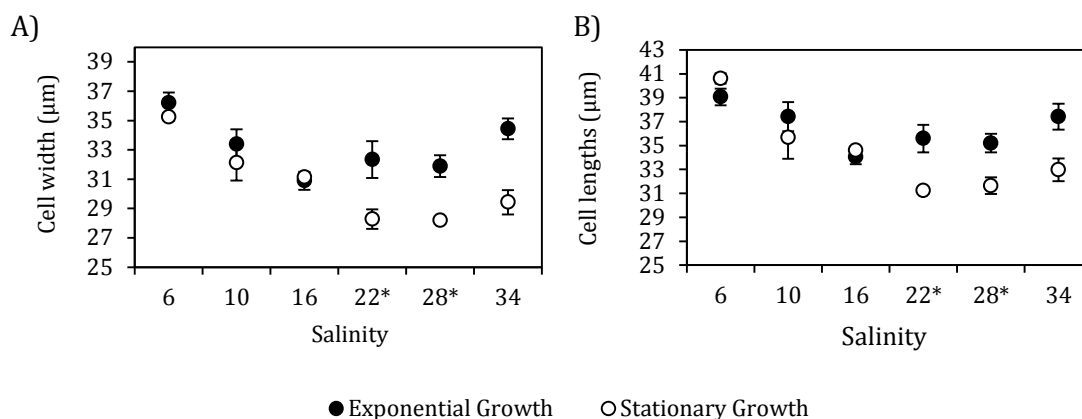 A)
Cell width (μm)
39
37
35
33
31
29
27
25
6 10 16 22* 28* 34
Salinity
B)
Cell lengths (μm)
43
41
39
37
35
33
31
29
27
25
6 10 16 22* 28* 34
Salinity
Exponential Growth Stationary Growth